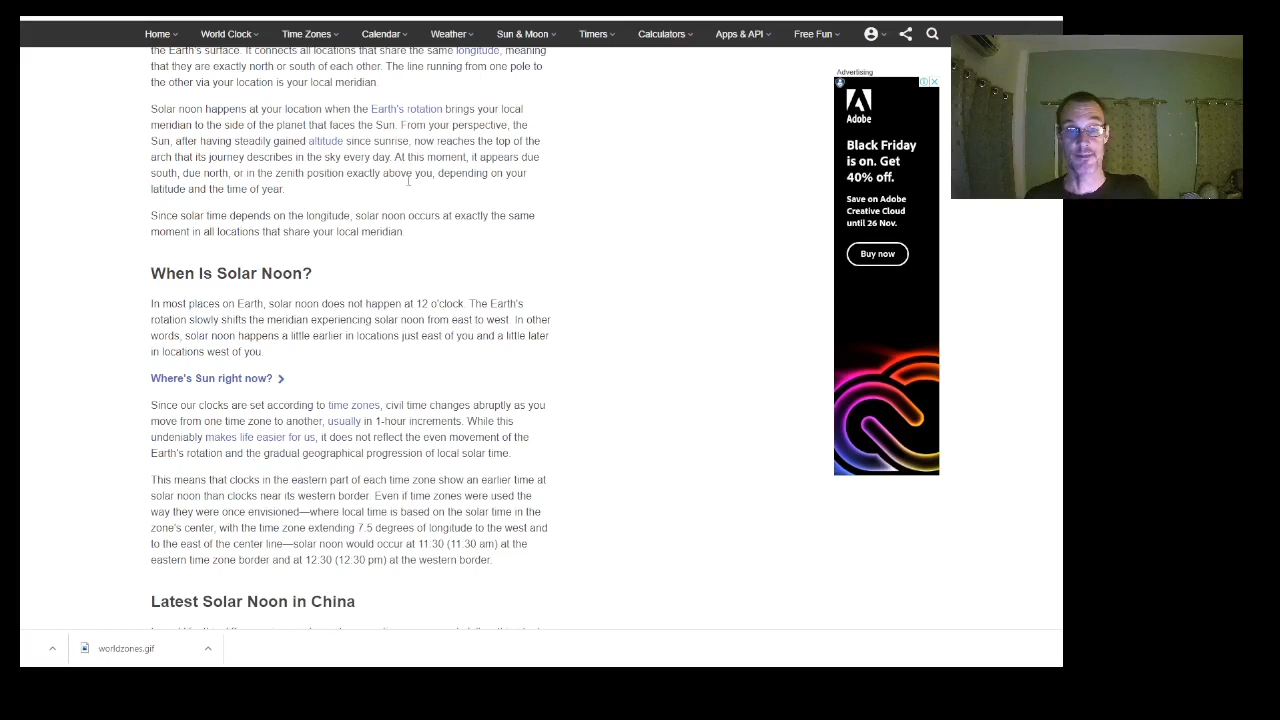 Home World Clock Time Zones Calendar Weather Sun & Moon Timers Calculators Apps & API Free Fun
the Earth's surface. It connects all locations that share the same longitude, meaning
that they are exactly north or south of each other. The line running from one pole to
the other via your location is your local meridian.
Solar noon happens at your location when the Earth's rotation brings your local
meridian to the side of the planet that faces the Sun. From your perspective, the
Sun, after having steadily gained altitude since sunrise, now reaches the top of the
arch that its journey describes in the sky every day. At this moment, it appears due
south, due north, or in the zenith position exactly above you, depending on your
latitude and the time of year.
Since solar time depends on the longitude, solar noon occurs at exactly the same
moment in all locations that share your local meridian.
When Is Solar Noon?
In most places on Earth, solar noon does not happen at 12 o'clock. The Earth's
rotation slowly shifts the meridian experiencing solar noon from east to west. In other
words, solar noon happens a little earlier in locations just east of you and a little later
in locations west of you.
Where's Sun right now?
Since our clocks are set according to time zones, civil time changes abruptly as you
move from one time zone to another, usually in 1-hour increments. While this
undeniably makes life easier for us, it does not reflect the even movement of the
Earth's rotation and the gradual geographical progression of local solar time.
This means that clocks in the eastern part of each time zone show an earlier time at
solar noon than clocks near its western border. Even if time zones were used the
way they were once envisioned—where local time is based on the solar time in the
zone's center, with the time zone extending 7.5 degrees of longitude to the west and
to the east of the center line—solar noon would occur at 11:30 (11:30 am) at the
eastern time zone border and at 12:30 (12:30 pm) at the western border.
Latest Solar Noon in China
Advertising
Adobe
Black Friday
is on. Get
40% off.
Save on Adobe
Creative Cloud
until 26 Nov.
Buy now
worldzones.gif